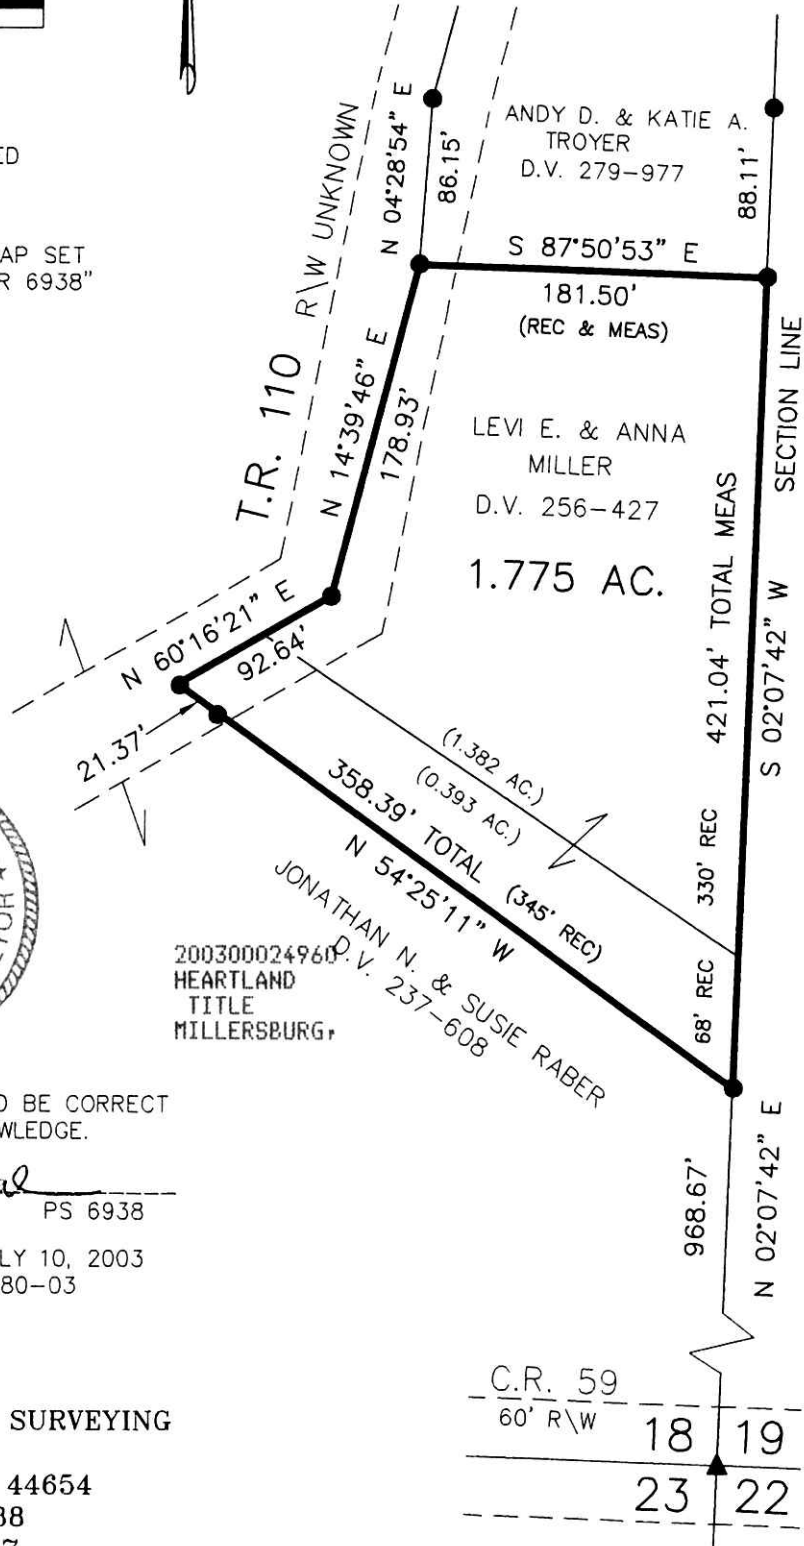 ED
AP SET
R 6938"
T.R. 110 R\W UNKNOWN
N 04°28'54" E
86.15'
ANDY D. & KATIE A.
TROYER
D.V. 279-977
88.11'
S 87°50'53" E
181.50'
(REC & MEAS)
N 14°39'46" E
178.93'
LEVI E. & ANNA
MILLER
D.V. 256-427
1.775 AC.
SECTION LINE
S 02°07'42" W
421.04' TOTAL MEAS
330' REC
68' REC
N 60°16'21" E
92.64'
21.37'
(1.382 AC.)
(0.393 AC.)
358.39' TOTAL (345' REC)
N 54°25'11" W
JONATHAN N. & SUSIE RABER
D.V. 237-608
200300024960
HEARTLAND
TITLE
MILLERSBURG,
YOR ★
O BE CORRECT
WLEDGE.
PS 6938
LY 10, 2003
80-03
968.67'
N 02°07'42" E
SURVEYING
44654
38
C.R. 59
60' R\W
18 19
23 22